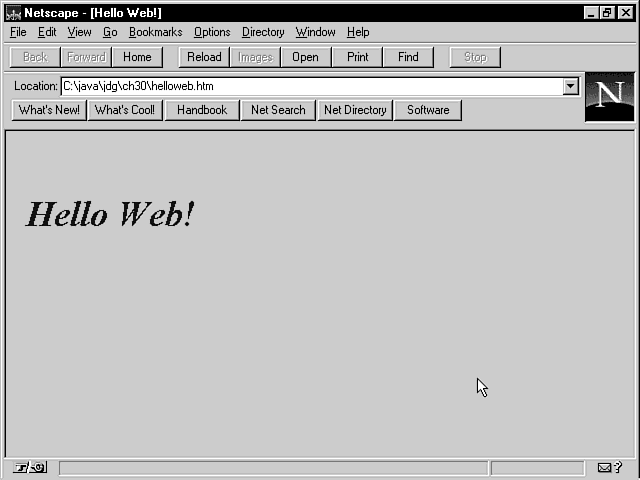 Netscape - [Hello Web!]
File Edit View Go Bookmarks Options Directory Window Help
Back Forward Home Reload Images Open Print Find Stop
Location: C:\java\jdg\ch30\helloweb.htm
N
What's New! What's Cool! Handbook Net Search Net Directory Software
Hello Web!
?